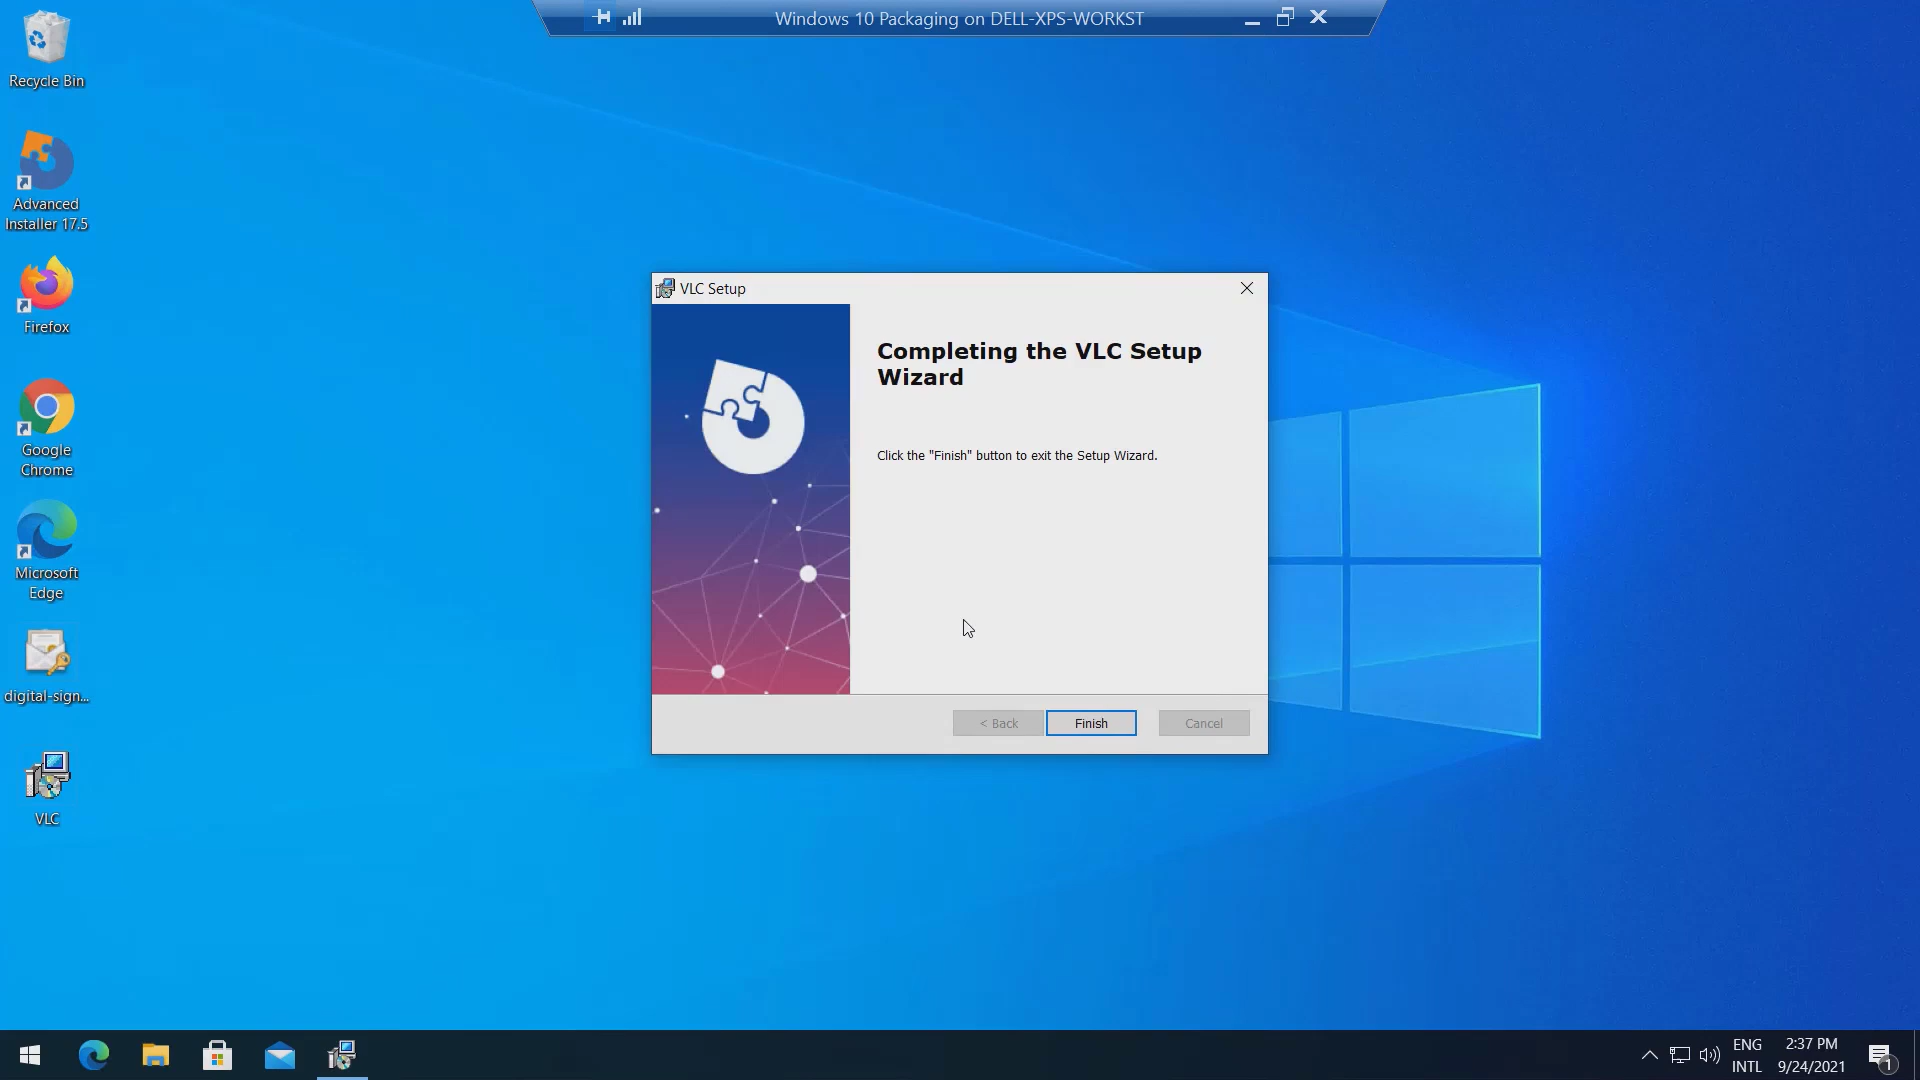 Windows 10 Packaging on DELL-XPS-WORKST
Recycle Bin
Advanced
Installer 17.5
Firefox
Google
Chrome
Microsoft
Edge
digital-sign...
VLC
VLC Setup
Completing the VLC Setup
Wizard
Click the "Finish" button to exit the Setup Wizard.
< Back
Finish
Cancel
ENG
INTL
2:37 PM
9/24/2021
1